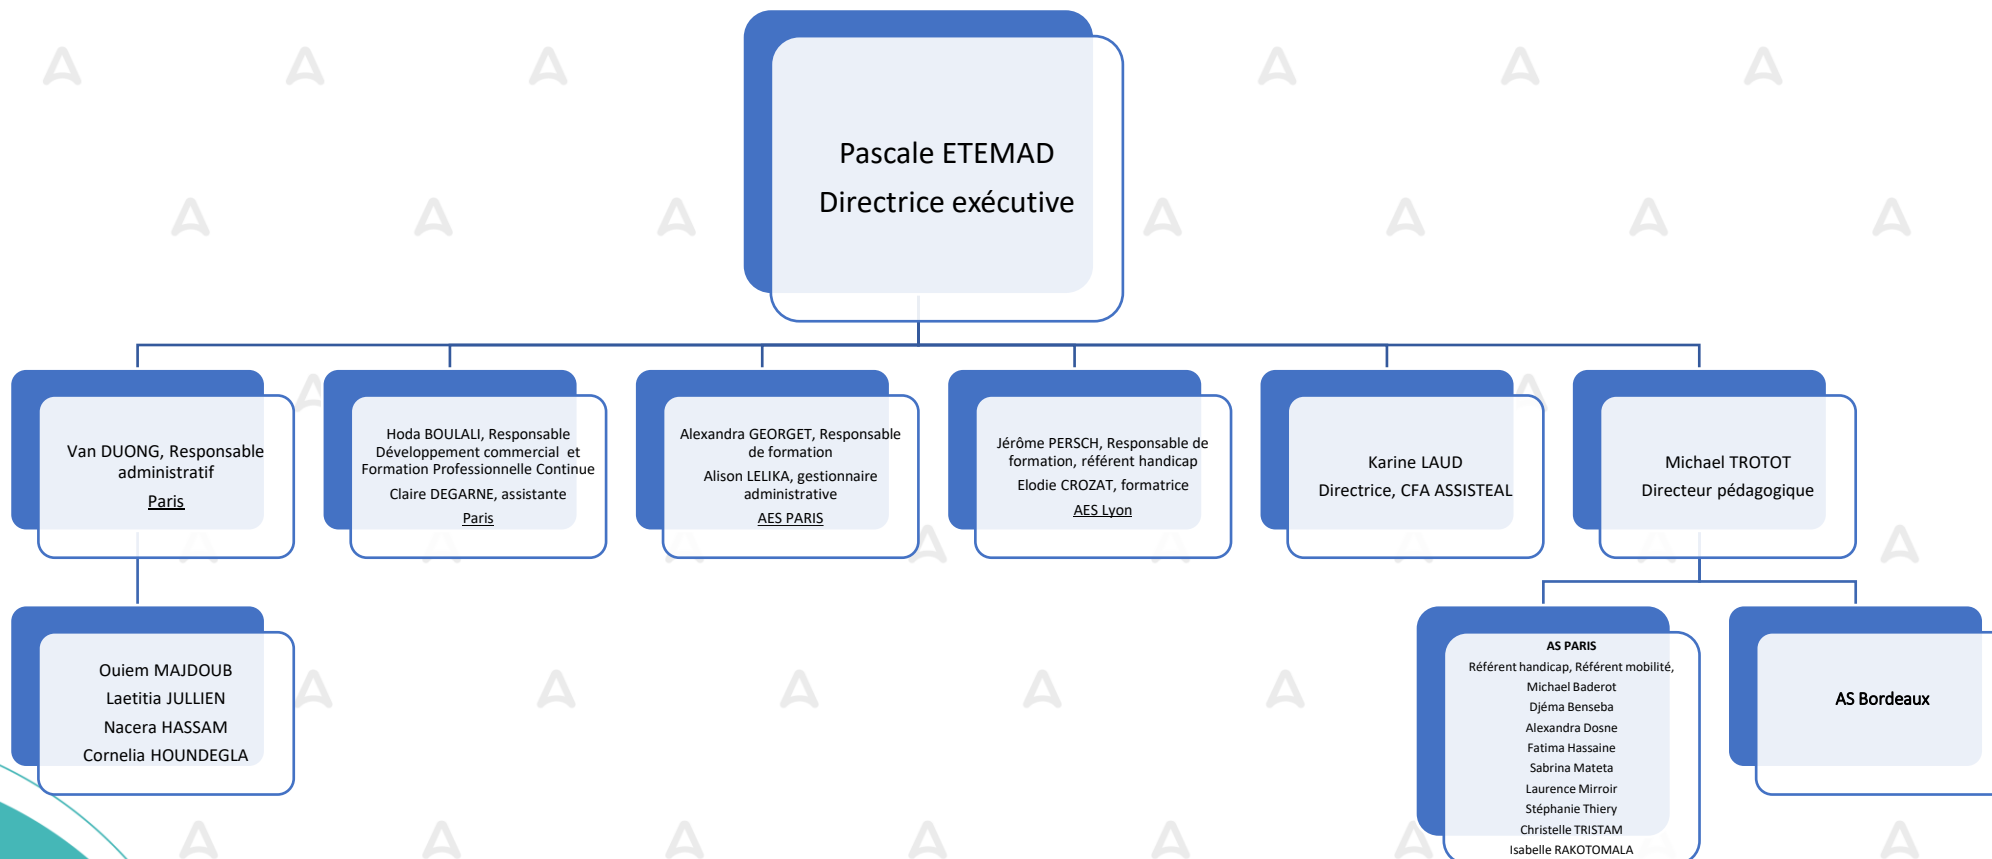 Pascale ETEMAD
Directrice exécutive
Van DUONG, Responsable
administratif
Paris
Hoda BOULALI, Responsable
Développement commercial et
Formation Professionnelle Continue
Claire DEGARNE, assistante
Paris
Alexandra GEORGET, Responsable
de formation
Alison LELIKA, gestionnaire
administrative
AES PARIS
Jérôme PERSCH, Responsable de
formation, référent handicap
Elodie CROZAT, formatrice
AES Lyon
Karine LAUD
Directrice, CFA ASSISTEAL
Michael TROTOT
Directeur pédagogique
Ouiem MAJDOUB
Laetitia JULLIEN
Nacera HASSAM
Cornelia HOUNDEGLA
AS PARIS
Référent handicap, Référent mobilité,
Michael Baderot
Djéma Benseba
Alexandra Dosne
Fatima Hassaine
Sabrina Mateta
Laurence Mirroir
Stéphanie Thiery
Christelle TRISTAM
Isabelle RAKOTOMALA
AS Bordeaux